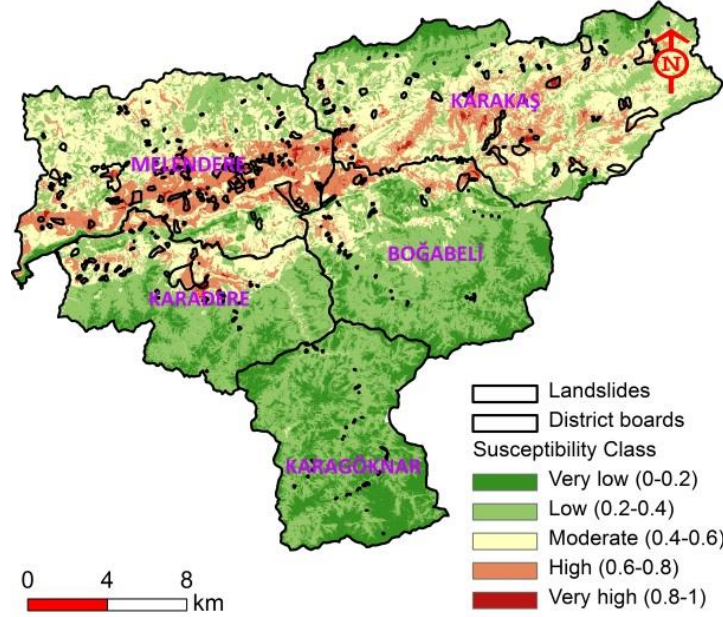 N
KARAKAŞ
MELENDERE
BOĞABELİ
KARADERE
KARAGÖKNAR
Landslides
District boards
Susceptibility Class
Very low (0-0.2)
Low (0.2-0.4)
Moderate (0.4-0.6)
High (0.6-0.8)
Very high (0.8-1)
0 4 8
km